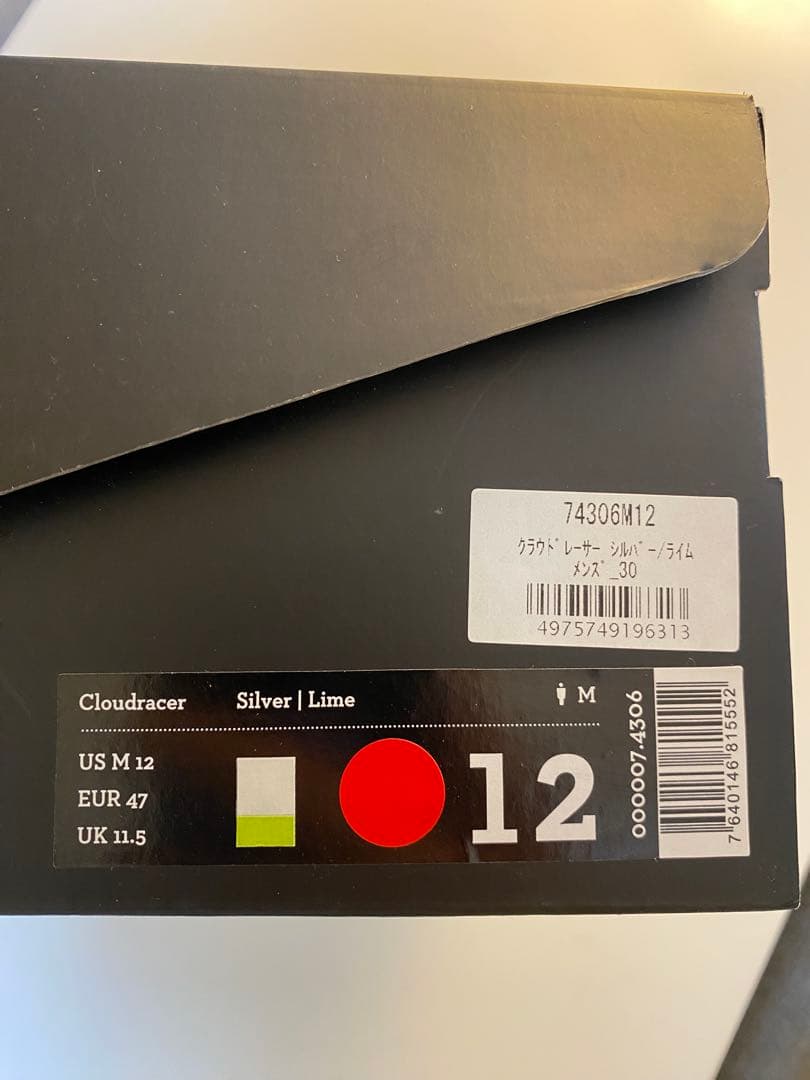 74306M12
ｸﾗｳﾄﾞﾚｰｻｰ ｼﾙﾊﾞｰ/ﾗｲﾑ
ﾒﾝｽﾞ_30
4975749196313
Cloudracer
Silver | Lime
M
US M 12
EUR 47
UK 11.5
12
000007.4306
7 640146 815552